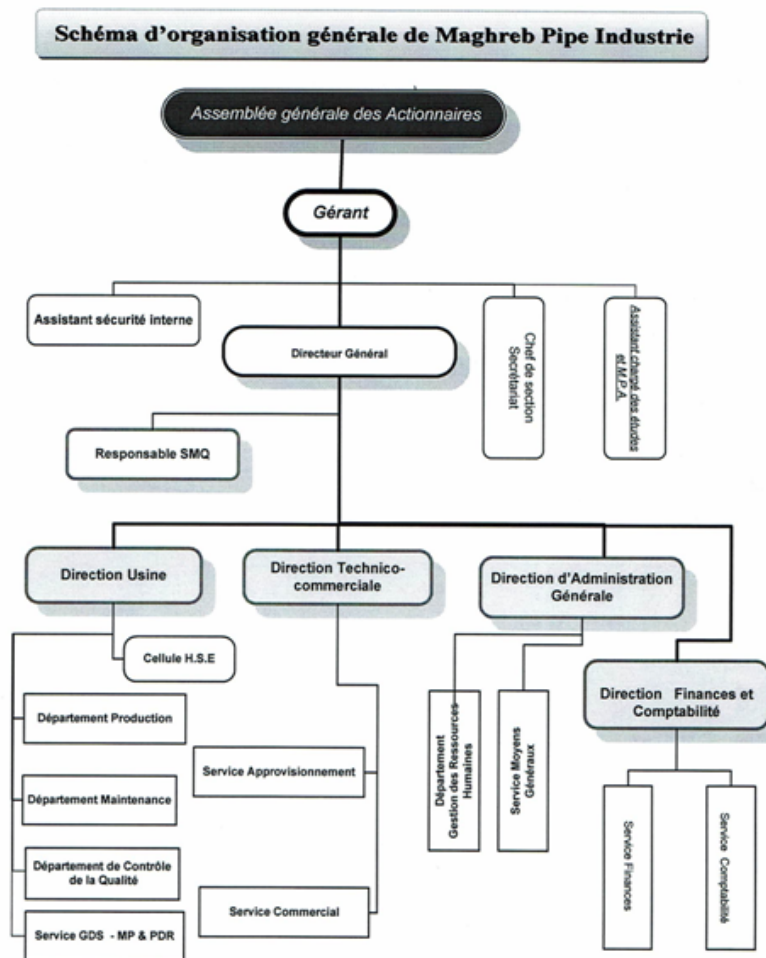 Schéma d'organisation générale de Maghreb Pipe Industrie
Assemblée générale des Actionnaires
Gérant
Assistant sécurité interne
Directeur Général
Chef de section
Secrétariat
Assistant chargé des études
et M.P.A.
Responsable SMQ
Direction Usine
Direction Technico-
commerciale
Direction d'Administration
Générale
Direction Finances et
Comptabilité
Cellule H.S.E
Département Production
Département Maintenance
Département de Contrôle
de la Qualité
Service GDS - MP & PDR
Service Approvisionnement
Service Commercial
Département
Gestion des Ressources
Humaines
Service Moyens
Généraux
Service Finances
Service Comptabilité